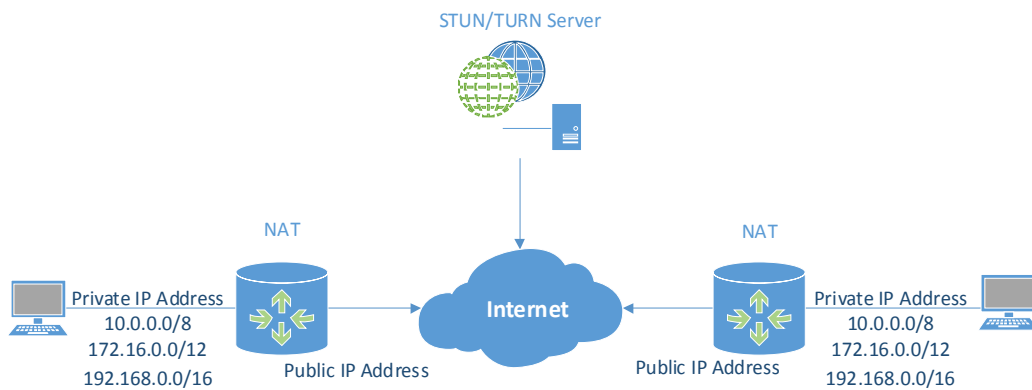 STUN/TURN Server
NAT
NAT
Private IP Address
10.0.0.0/8
172.16.0.0/12
192.168.0.0/16
Public IP Address
Internet
Public IP Address
Private IP Address
10.0.0.0/8
172.16.0.0/12
192.168.0.0/16